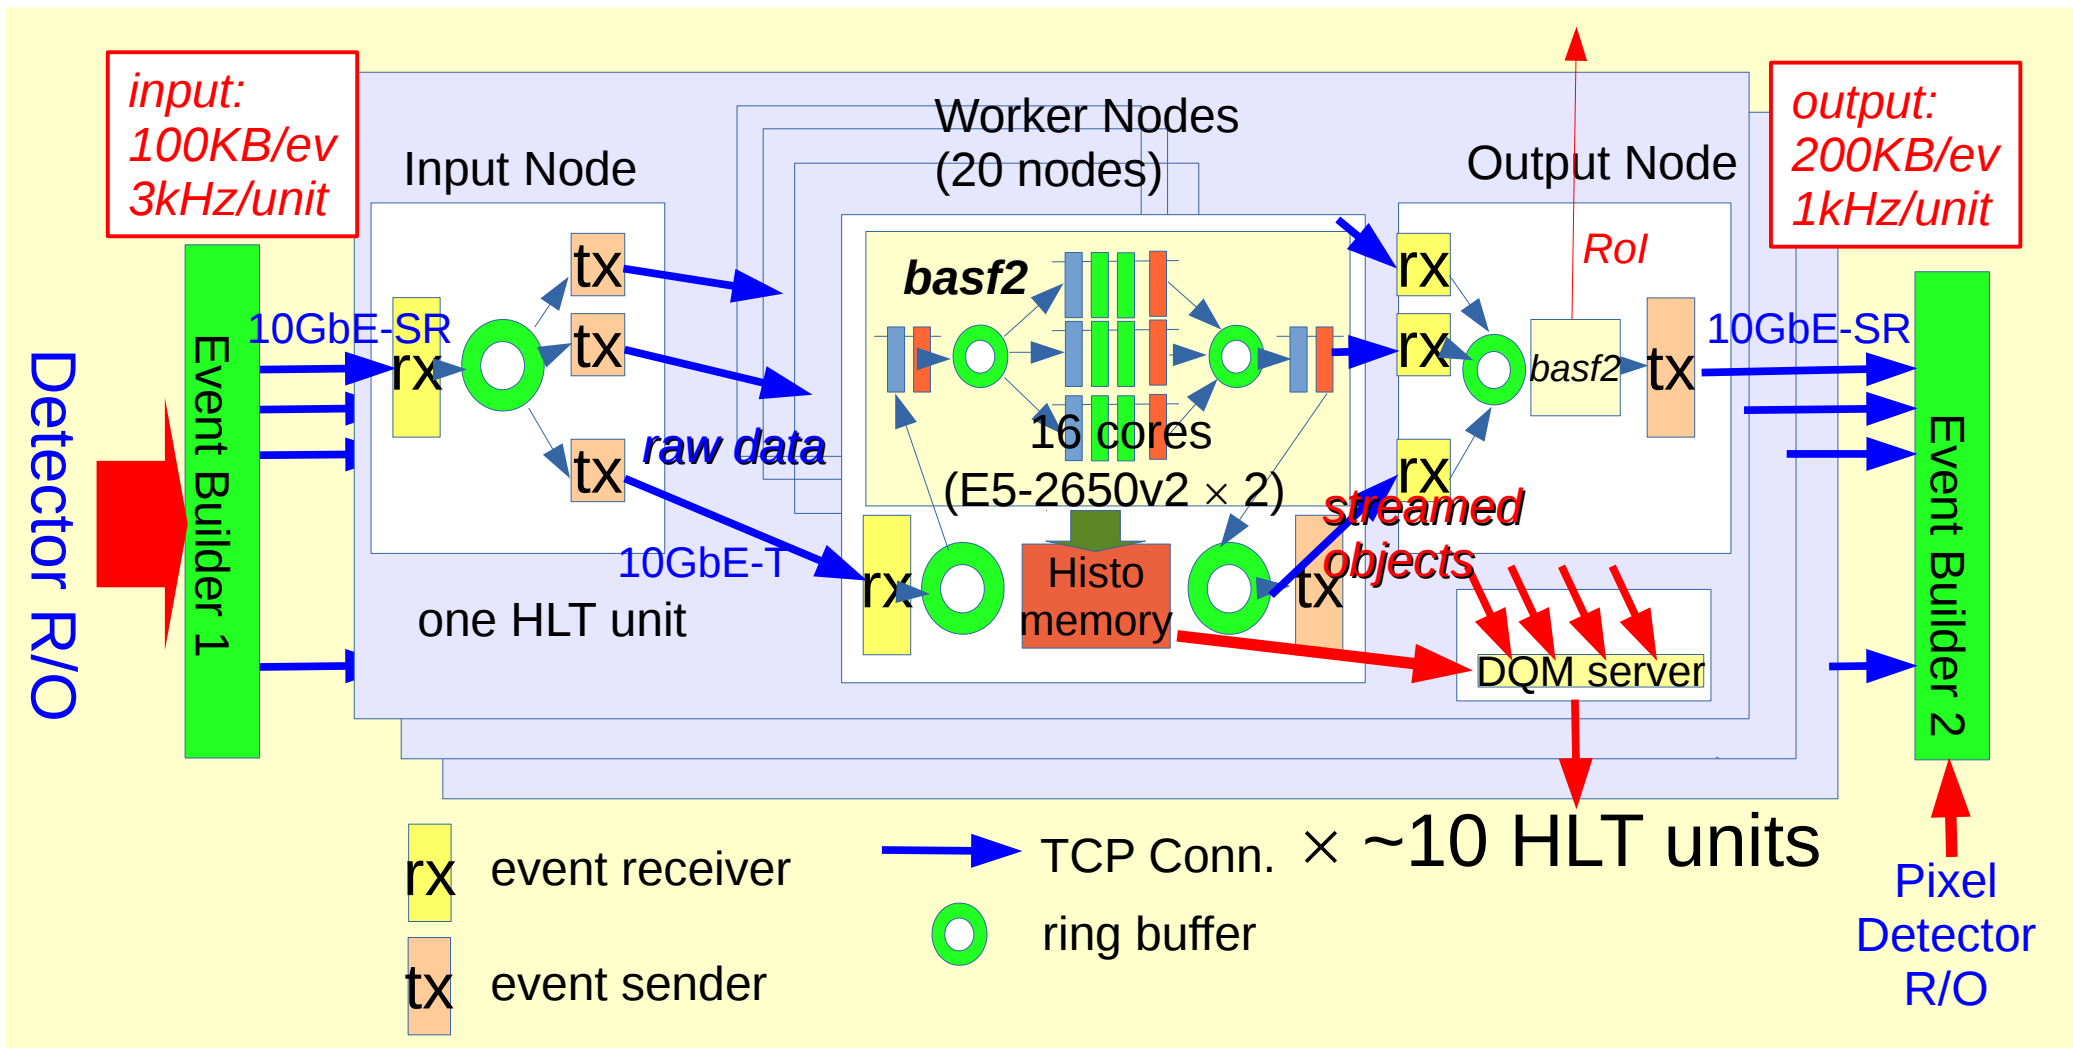 input:
100KB/ev
3kHz/unit
Input Node
Worker Nodes
(20 nodes)
Output Node
output:
200KB/ev
1kHz/unit
Detector R/O
Event Builder 1
10GbE-SR
rx
tx
tx
tx
raw data
10GbE-T
one HLT unit
basf2
16 cores
(E5-2650v2 × 2)
rx
Histo
memory
tx
streamed
objects
rx
rx
rx
RoI
basf2
tx
10GbE-SR
DQM server
Event Builder 2
× ~10 HLT units
Pixel
Detector
R/O
rx
event receiver
tx
event sender
TCP Conn.
ring buffer